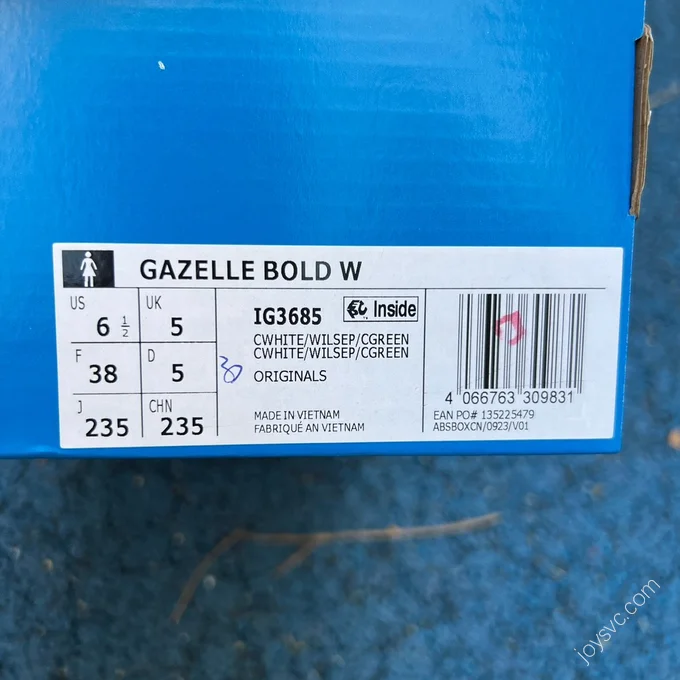 GAZELLE BOLD W
US
6 1/2
UK
5
F
38
D
5
J
235
CHN
235
IG3685
Inside
CWHITE/WILSEP/CGREEN
CWHITE/WILSEP/CGREEN
ORIGINALS
MADE IN VIETNAM
FABRIQUÉ AN VIETNAM
4 066763 309831
EAN PO# 135225479
ABSBOXCN/0923/V01
joysvc.com